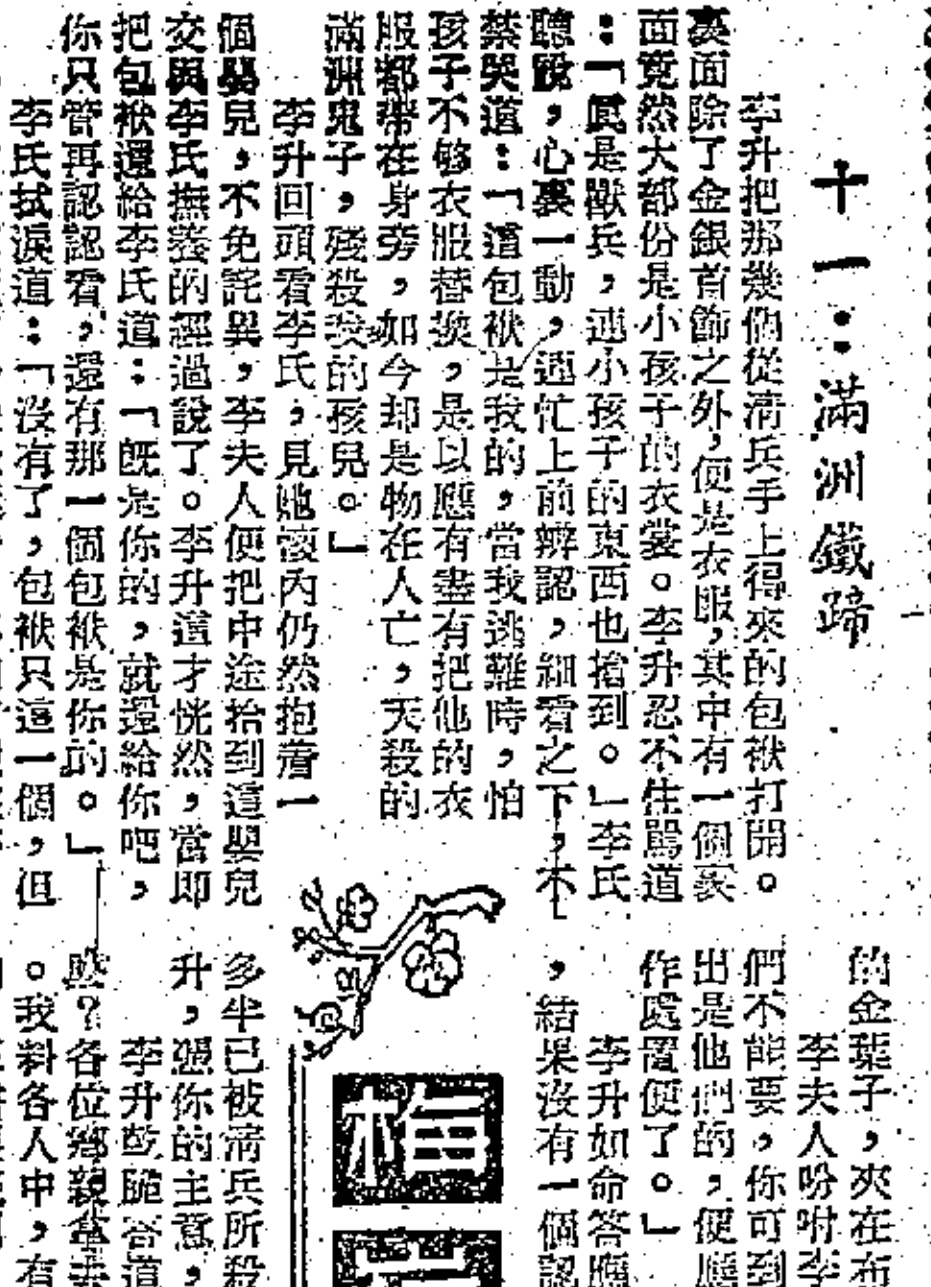 十一：滿洲鐵蹄
李升把那幾個從清兵手上得來的包袱打開。
裏面除了金銀首飾之外，便是衣服，其中有一個裏
面竟然大部份是小孩子的衣裳。李升忍不住罵道
：「眞是獸兵，連小孩子的東西也搶到。」李氏
聽說，心裏一動，連忙上前辦認，細看之下，不
禁哭道：「這包袱是我的，當我逃難時，怕
孩子不够衣服替換，是以應有盡有把他的衣
服都帶在身旁，如今却是物在人亡，天殺的
滿洲鬼子，殘殺我的孩兒。」
李升回頭看李氏，見她懷內仍然抱着一
個嬰兒，不免詫異，李夫人便把中途拾到這嬰兒
交與李氏撫養的經過說了。李升這才恍然，當即
把包袱還給李氏道：「既是你的，就還給你吧，
你只管再認認看，還有那一個包袱是你的。」
李氏拭淚道：「沒有了，包袱只這一個，但
的金葉子，夾在布
李夫人吩咐李
們不能要，你可到
出是他們的，便應
作處置便了。」
李升如命答應
，結果沒有一個認
梅
多半已被清兵所殺
升，憑你的主意，
李升乾脆答道
？各位鄉親
。我料各人中，有